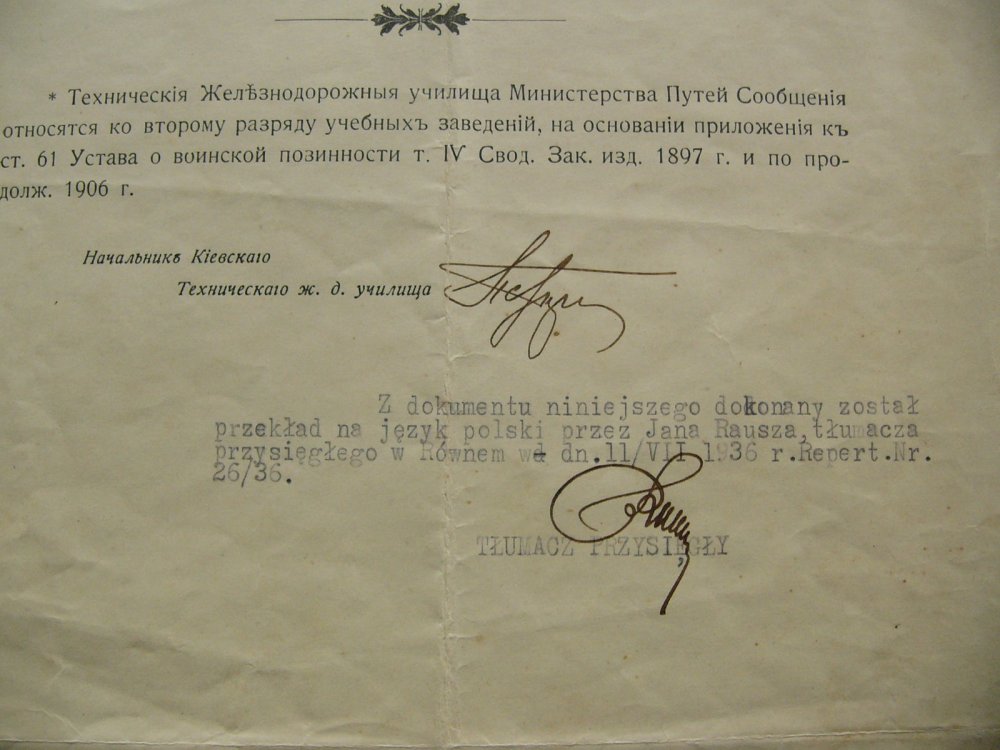 * Техническія Желѣзнодорожныя училища Министерства Путей Сообщенія
относятся ко второму разряду учебныхъ заведеній, на основаніи приложенія къ
ст. 61 Устава о воинской позинности т. IV Свод. Зак. изд. 1897 г. и по про-
долж. 1906 г.
Начальникъ Кіевскаго
Техническаго ж. д. училища
Z dokumentu niniejszego dokonany został
przekład na język polski przez Jana Rausza, tłumacza
przysięgłego w Równem w dn.11/VII 1936 r.Repert.Nr.
26/36.
TŁUMACZ PRZYSIĘGŁY